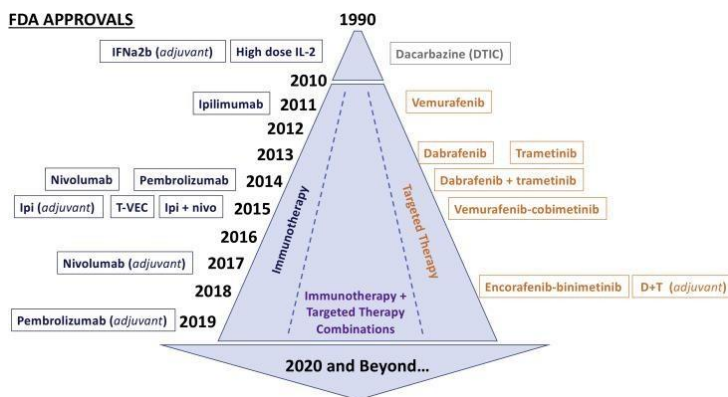 FDA APPROVALS
1990
IFNa2b (adjuvant) High dose IL-2 Dacarbazine (DTIC)
2010
Ipilimumab 2011 Vemurafenib
2012
2013 Dabrafenib Trametinib
Nivolumab Pembrolizumab 2014 Dabrafenib + trametinib
Ipi (adjuvant) T-VEC Ipi + nivo 2015 Vemurafenib-cobimetinib
2016
Immunotherapy
Targeted Therapy
Nivolumab (adjuvant) 2017
2018 Encorafenib-binimetinib D+T (adjuvant)
Immunotherapy +
Targeted Therapy
Combinations
Pembrolizumab (adjuvant) 2019
2020 and Beyond…